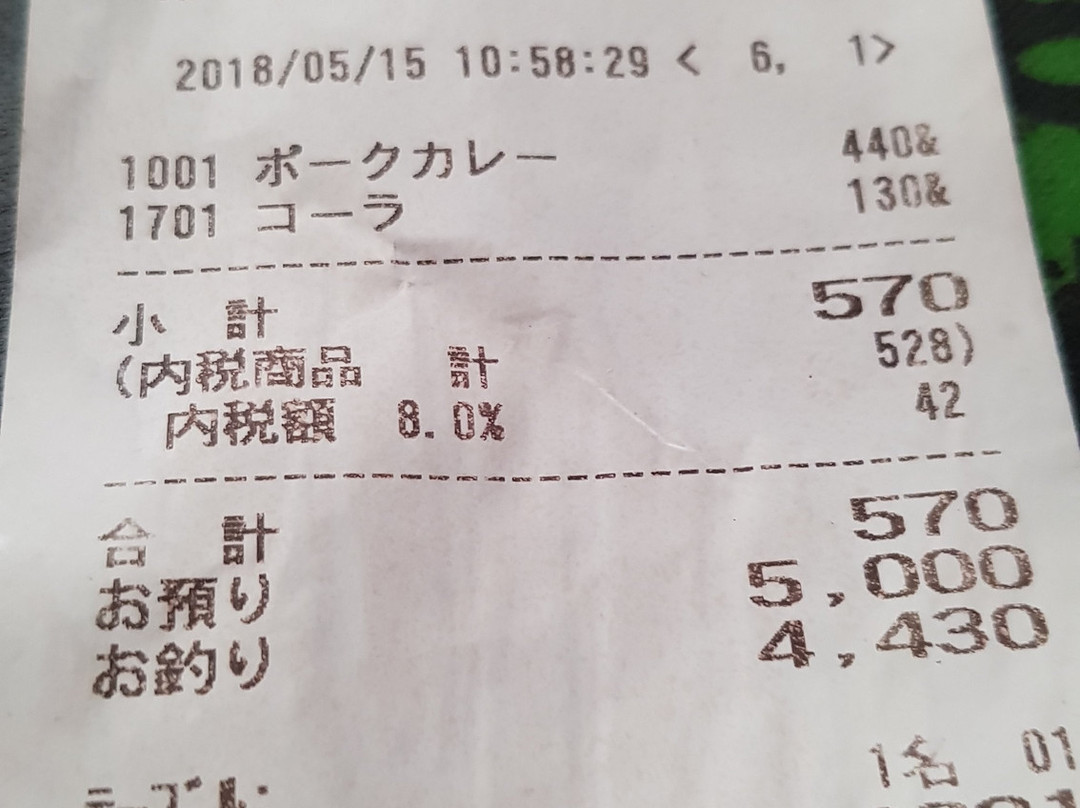 2018/05/15 10:58:29 < 6, 1>
1001 ポークカレー 440&
1701 コーラ 130&
小 計 570
(内税商品 計 528)
内税額 8.0% 42
合 計 570
お預り 5,000
お釣り 4,430
1名 01